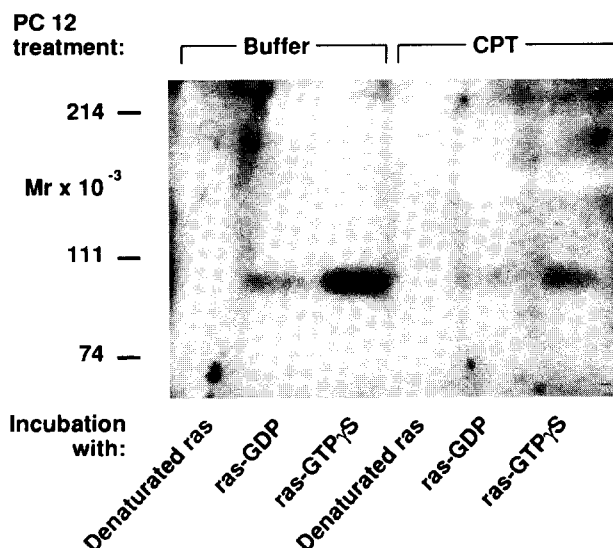 PC 12
treatment:
Buffer
CPT
214
Mr x 10-3
111
74
Incubation
with:
Denaturated ras
ras-GDP
ras-GTPγS
Denaturated ras
ras-GDP
ras-GTPγS